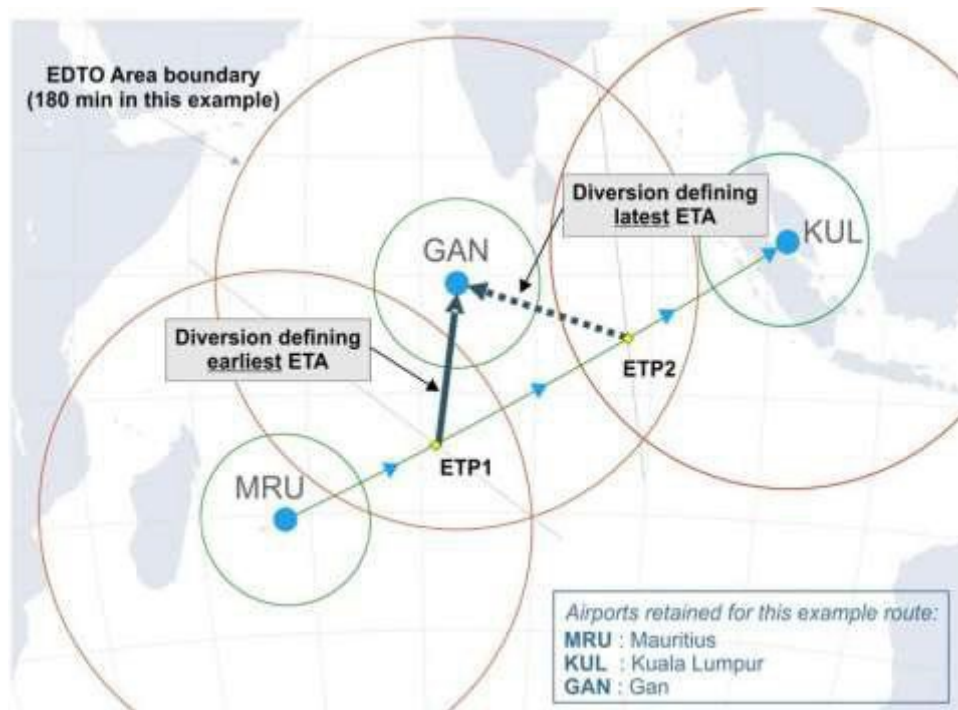 EDTO Area boundary
(180 min in this example)
Diversion defining
latest ETA
KUL
GAN
Diversion defining
earliest ETA
ETP2
ETP1
MRU
Airports retained for this example route:
MRU : Mauritius
KUL : Kuala Lumpur
GAN : Gan